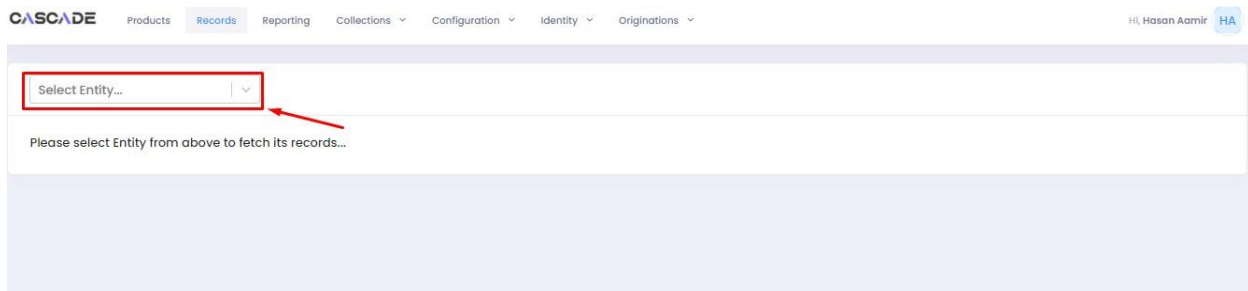 CASCADE Products Records Reporting Collections Configuration Identity Originations Hi, Hasan Aamir HA
Select Entity...
Please select Entity from above to fetch its records...